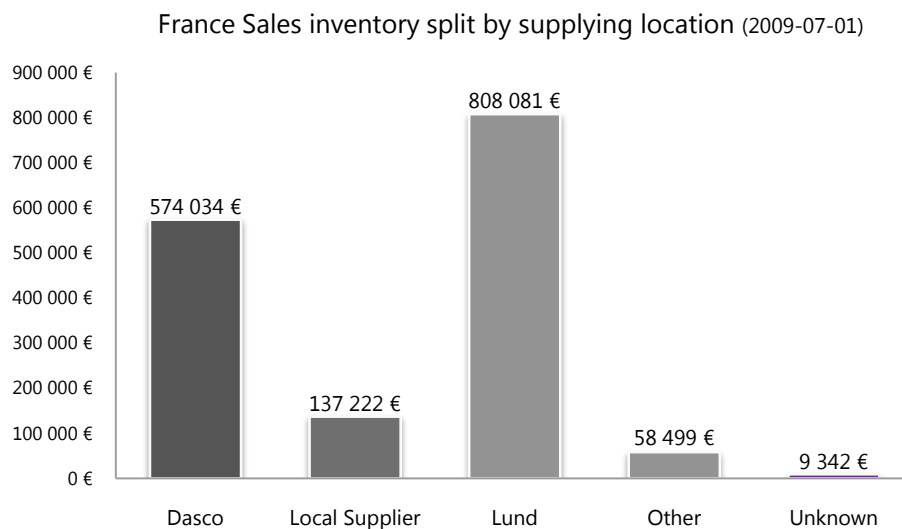 France Sales inventory split by supplying location (2009-07-01)
900 000 €
800 000 €
700 000 €
600 000 €
500 000 €
400 000 €
300 000 €
200 000 €
100 000 €
0 €
574 034 €
137 222 €
808 081 €
58 499 €
9 342 €
Dasco Local Supplier Lund Other Unknown